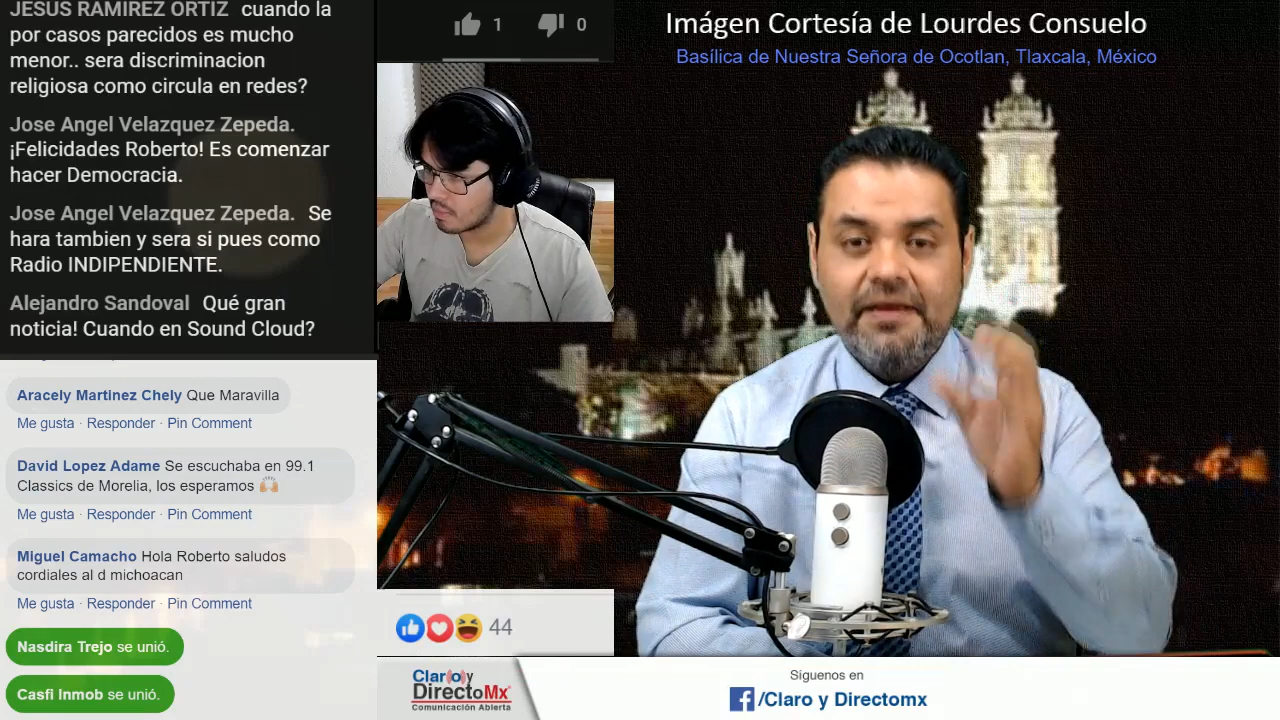 JESUS RAMIREZ ORTIZ cuando la
por casos parecidos es mucho
menor.. sera discriminacion
religiosa como circula en redes?
Jose Angel Velazquez Zepeda.
¡Felicidades Roberto! Es comenzar
hacer Democracia.
Jose Angel Velazquez Zepeda. Se
hara tambien y sera si pues como
Radio INDIPENDIENTE.
Alejandro Sandoval Qué gran
noticia! Cuando en Sound Cloud?
Aracely Martinez Chely Que Maravilla
Me gusta · Responder · Pin Comment
David Lopez Adame Se escuchaba en 99.1
Classics de Morelia, los esperamos 🙌🏼
Me gusta · Responder · Pin Comment
Miguel Camacho Hola Roberto saludos
cordiales al d michoacan
Me gusta · Responder · Pin Comment
Nasdira Trejo se unió.
Casfi Inmob se unió.
1 0
44
Imágen Cortesía de Lourdes Consuelo
Basílica de Nuestra Señora de Ocotlan, Tlaxcala, México
Claro y
DirectoMx
Comunicación Abierta
Síguenos en
/Claro y Directomx